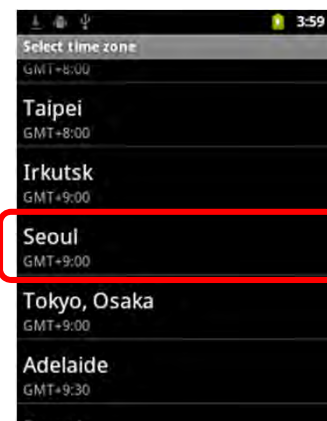 3:59
Select time zone
GMT+8:00
Taipei
GMT+8:00
Irkutsk
GMT+9:00
Seoul
GMT+9:00
Tokyo, Osaka
GMT+9:00
Adelaide
GMT+9:30